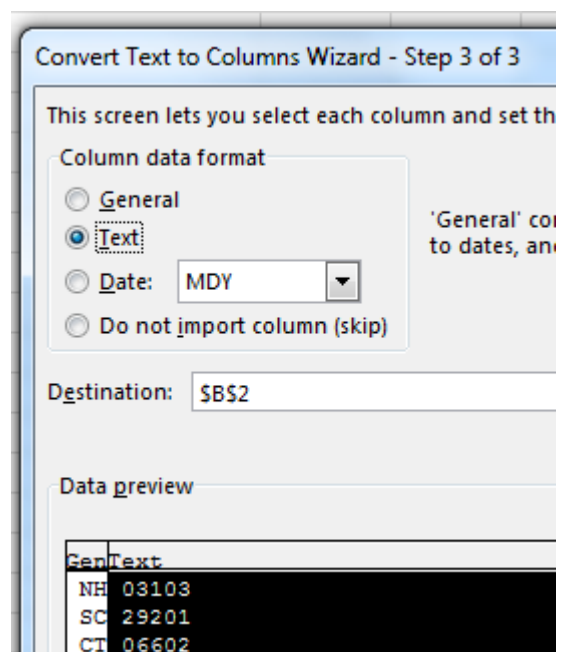 Convert Text to Columns Wizard - Step 3 of 3
This screen lets you select each column and set th
Column data format
General
Text
Date: MDY
Do not import column (skip)
'General' co
to dates, an
Destination: $B$2
Data preview
Gen Text
NH 03103
SC 29201
CT 06602